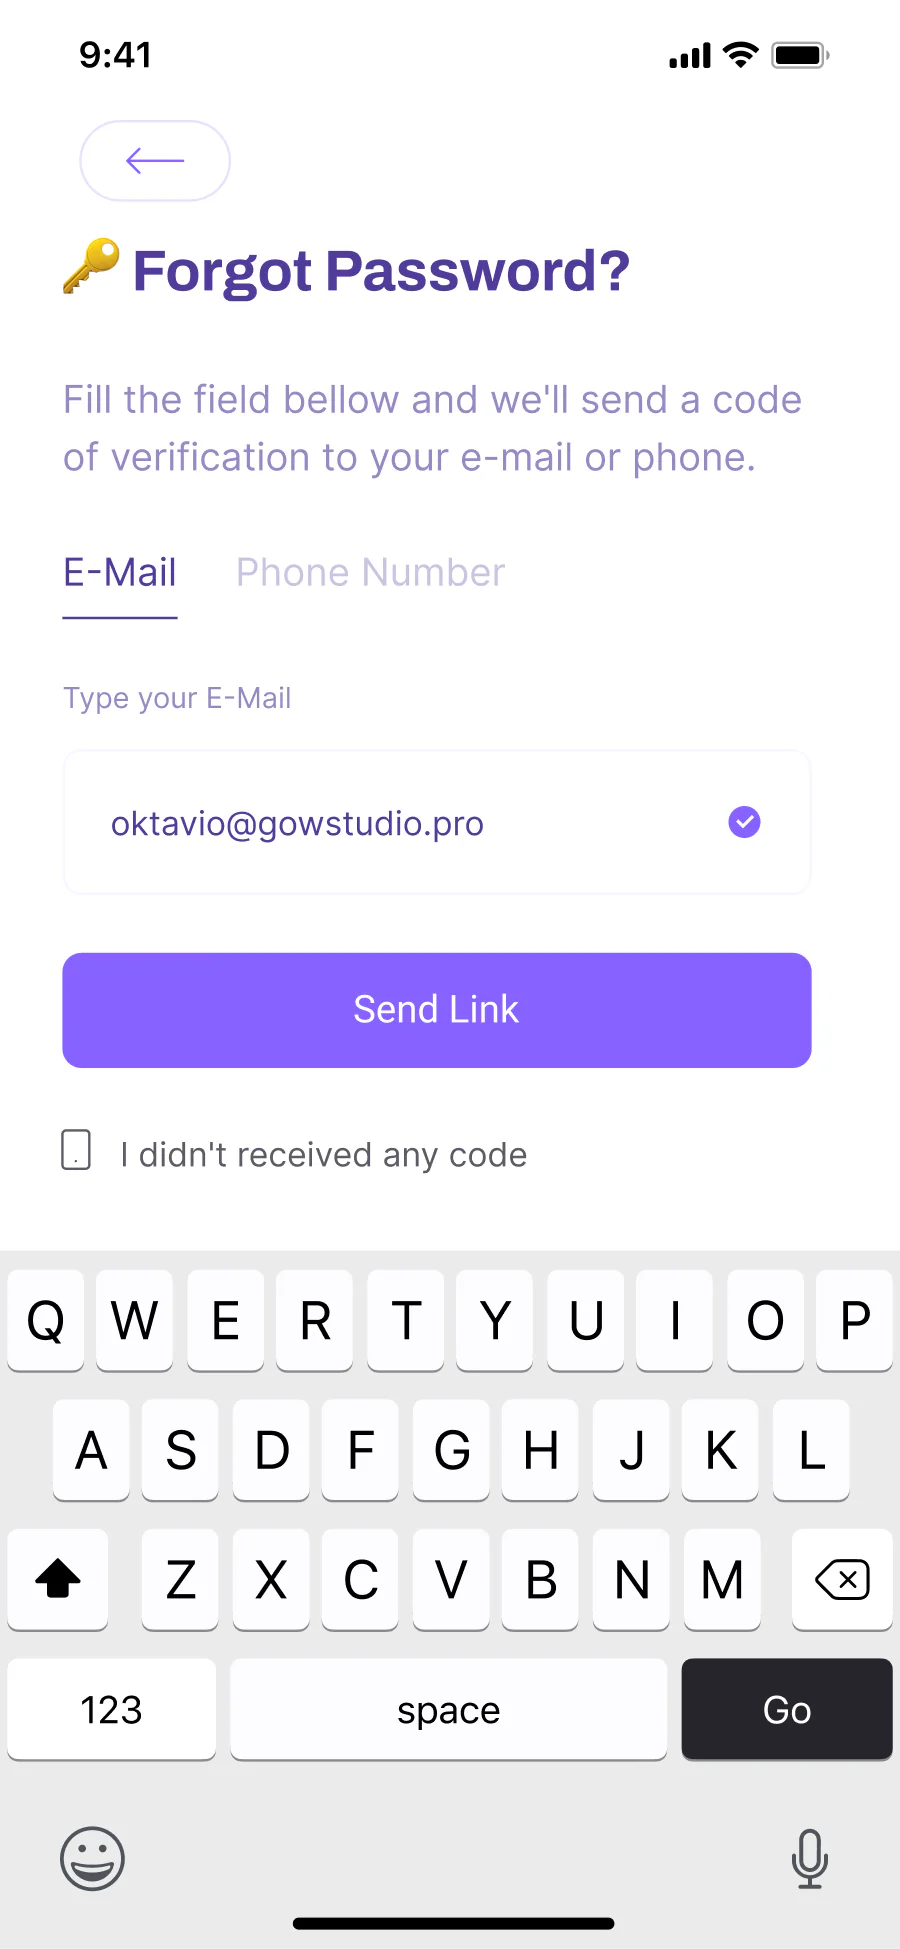 9:41
🔑 Forgot Password?
Fill the field bellow and we'll send a code
of verification to your e-mail or phone.
E-Mail Phone Number
Type your E-Mail
oktavio@gowstudio.pro
Send Link
I didn't received any code
Q W E R T Y U I O P
A S D F G H J K L
Z X C V B N M
123 space Go